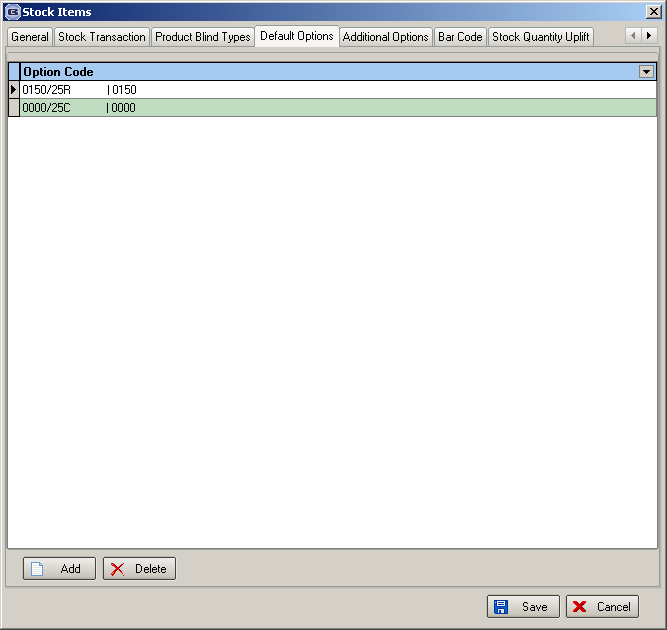 Stock Items
General Stock Transaction Product Blind Types Default Options Additional Options Bar Code Stock Quantity Uplift
Option Code
0150/25R | 0150
0000/25C | 0000
Add Delete
Save Cancel